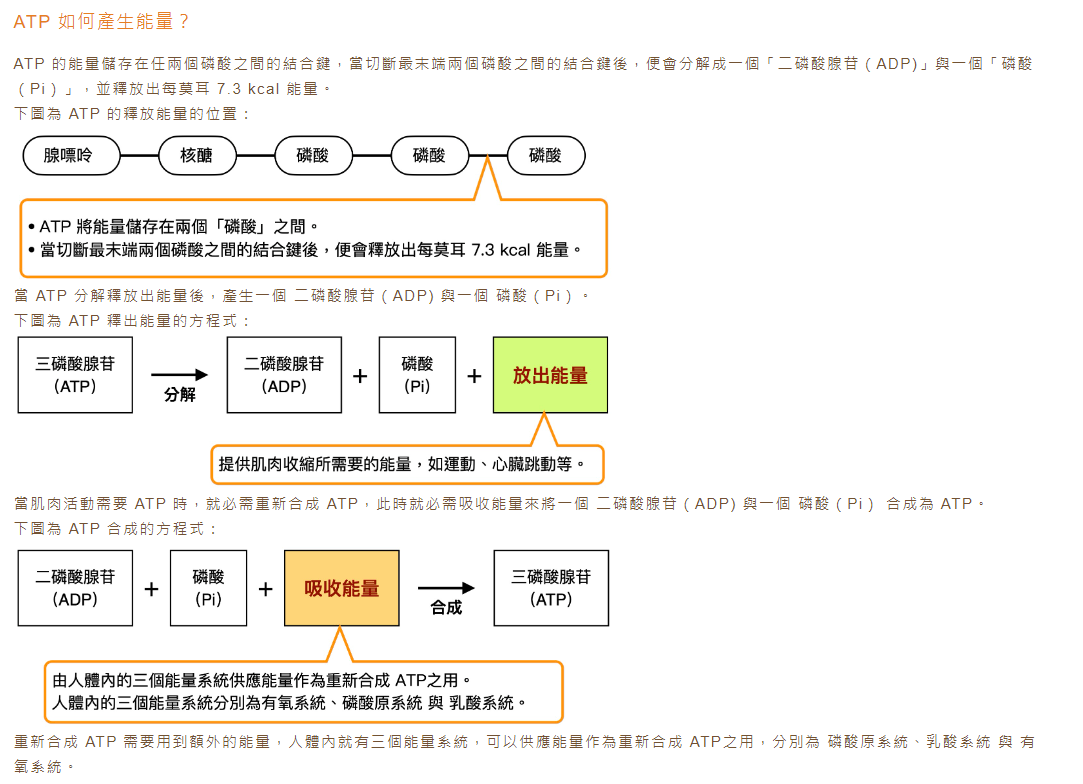 ATP 如何產生能量？
ATP 的能量儲存在任兩個磷酸之間的結合鍵，當切斷最末端兩個磷酸之間的結合鍵後，便會分解成一個「二磷酸腺苷（ADP)」與一個「磷酸
（Pi）」，並釋放出每莫耳 7.3 kcal 能量。
下圖為 ATP 的釋放能量的位置：
腺嘌呤 核醣 磷酸 磷酸 磷酸
• ATP 將能量儲存在兩個「磷酸」之間。
• 當切斷最末端兩個磷酸之間的結合鍵後，便會釋放出每莫耳 7.3 kcal 能量。
當 ATP 分解釋放出能量後，產生一個 二磷酸腺苷（ADP) 與一個 磷酸（Pi）。
下圖為 ATP 釋出能量的方程式：
三磷酸腺苷
（ATP）
分解
二磷酸腺苷
（ADP）
+
磷酸
（Pi）
+
放出能量
提供肌肉收縮所需要的能量，如運動、心臟跳動等。
當肌肉活動需要 ATP 時，就必需重新合成 ATP，此時就必需吸收能量來將一個 二磷酸腺苷（ADP) 與一個 磷酸（Pi） 合成為 ATP。
下圖為 ATP 合成的方程式：
二磷酸腺苷
（ADP）
+
磷酸
（Pi）
+
吸收能量
合成
三磷酸腺苷
（ATP）
由人體內的三個能量系統供應能量作為重新合成 ATP之用。
人體內的三個能量系統分別為有氧系統、磷酸原系統 與 乳酸系統。
重新合成 ATP 需要用到額外的能量，人體內就有三個能量系統，可以供應能量作為重新合成 ATP之用，分別為 磷酸原系統、乳酸系統 與 有
氧系統。